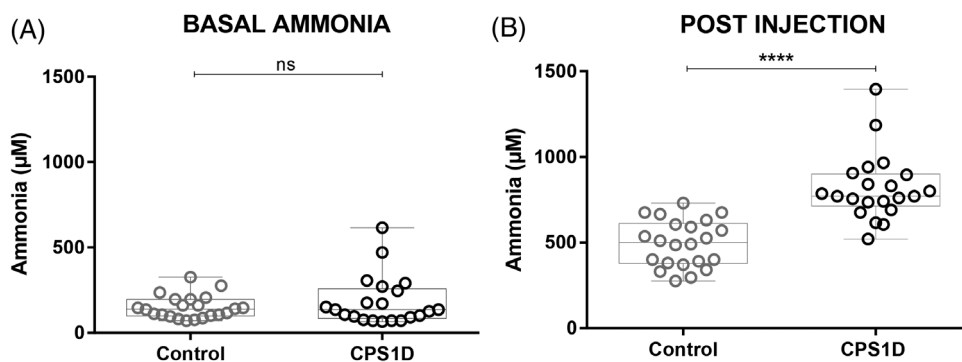 (A)
BASAL AMMONIA
ns
1500
1000
500
0
Ammonia (µM)
Control
CPS1D
(B)
POST INJECTION
****
1500
1000
500
0
Ammonia (µM)
Control
CPS1D